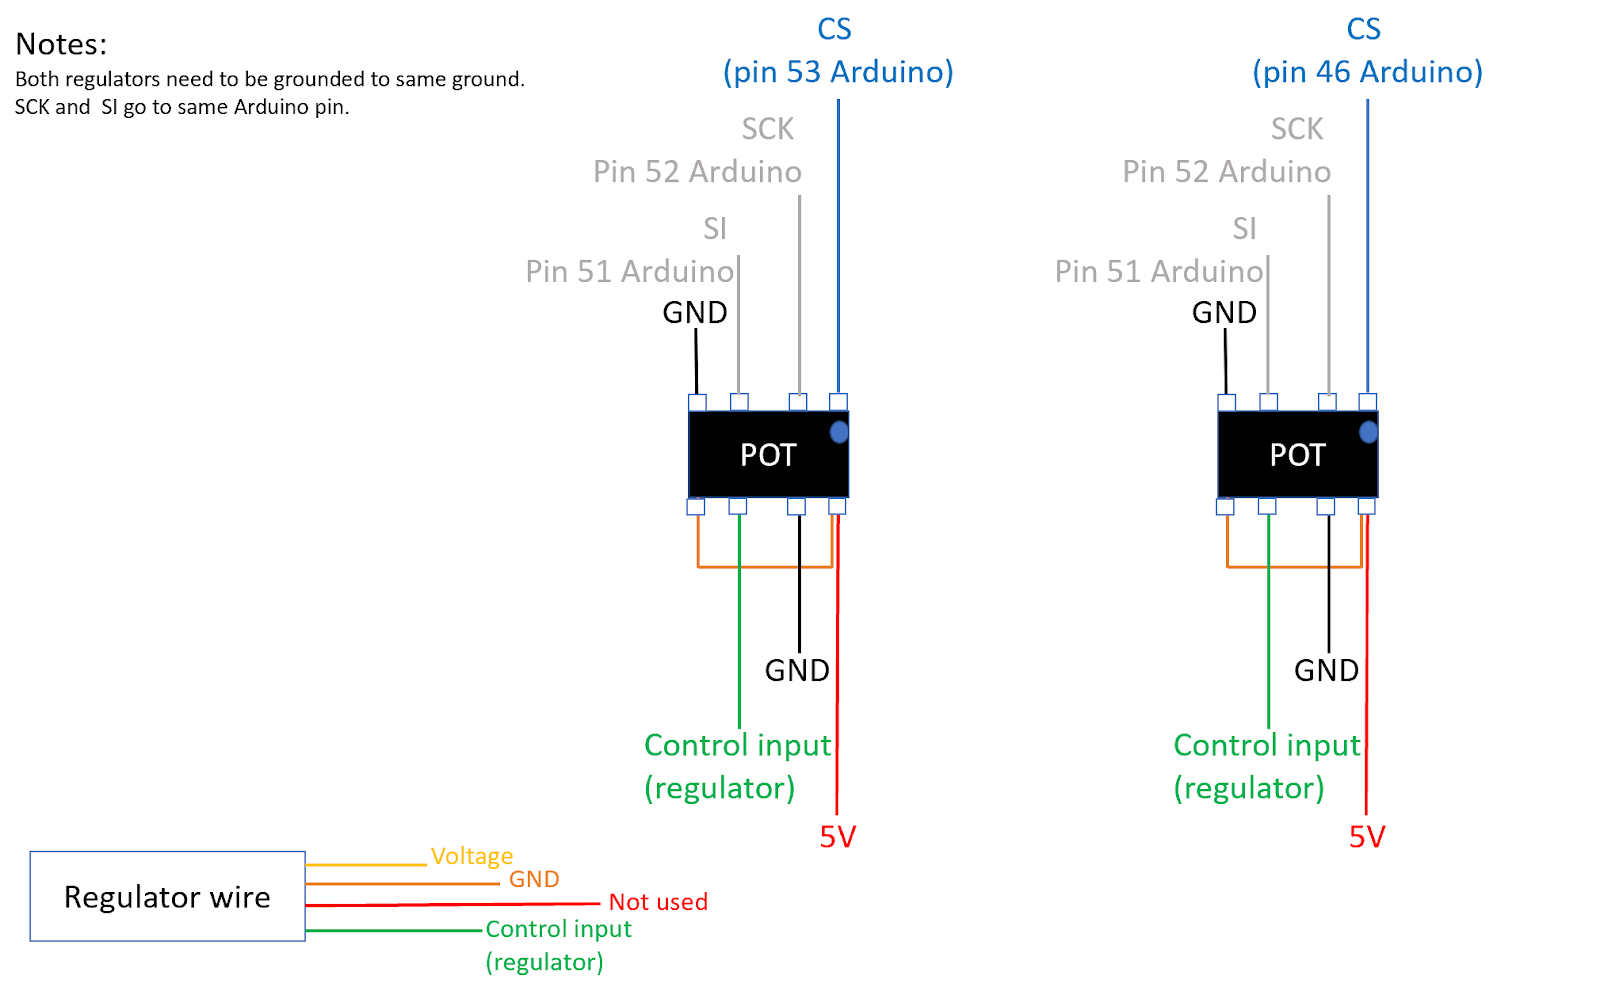 Notes:
Both regulators need to be grounded to same ground.
SCK and  SI go to same Arduino pin.
CS
(pin 53 Arduino)
SCK
Pin 52 Arduino
SI
Pin 51 Arduino
GND
POT
GND
Control input
(regulator)
5V
CS
(pin 46 Arduino)
SCK
Pin 52 Arduino
SI
Pin 51 Arduino
GND
POT
GND
Control input
(regulator)
5V
Regulator wire
Voltage
GND
Not used
Control input
(regulator)